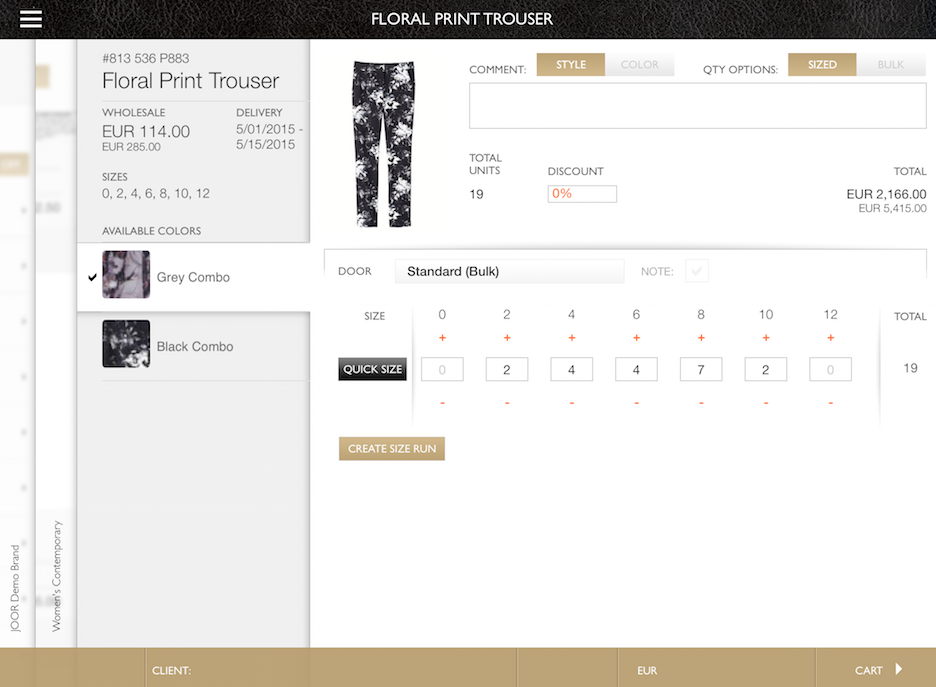 FLORAL PRINT TROUSER
#813 536 P883
Floral Print Trouser
WHOLESALE
EUR 114.00
EUR 285.00
DELIVERY
5/01/2015 -
5/15/2015
SIZES
0, 2, 4, 6, 8, 10, 12
AVAILABLE COLORS
Grey Combo
Black Combo
COMMENT:
STYLE
COLOR
QTY OPTIONS:
SIZED
BULK
TOTAL
UNITS
19
DISCOUNT
0%
TOTAL
EUR 2,166.00
EUR 5,415.00
DOOR
Standard (Bulk)
NOTE:
SIZE
0 2 4 6 8 10 12
TOTAL
+ + + + + + +
QUICK SIZE
0 2 4 4 7 2 0
19
- - - - - - -
CREATE SIZE RUN
JOOR Demo Brand
Women's Contemporary
CLIENT:
EUR
CART